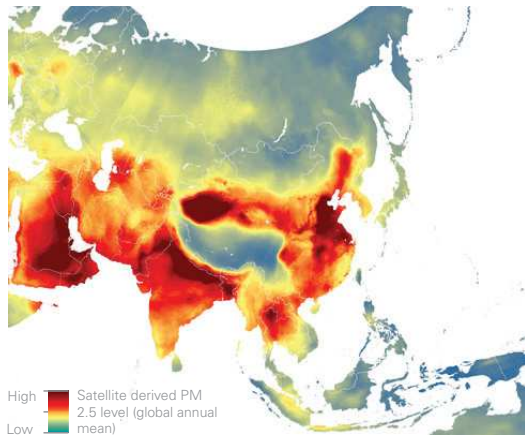 High
Satellite derived PM
2.5 level (global annual
Low
mean)